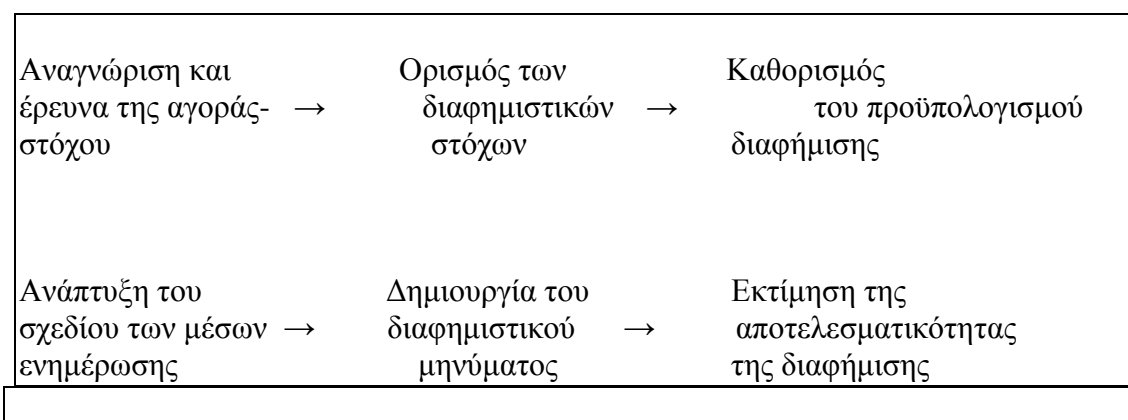 Αναγνώριση και Ορισμός των Καθορισμός
έρευνα της αγοράς- → διαφημιστικών → του προϋπολογισμού
στόχου στόχων διαφήμισης
Ανάπτυξη του Δημιουργία του Εκτίμηση της
σχεδίου των μέσων → διαφημιστικού → αποτελεσματικότητας
ενημέρωσης μηνύματος της διαφήμισης